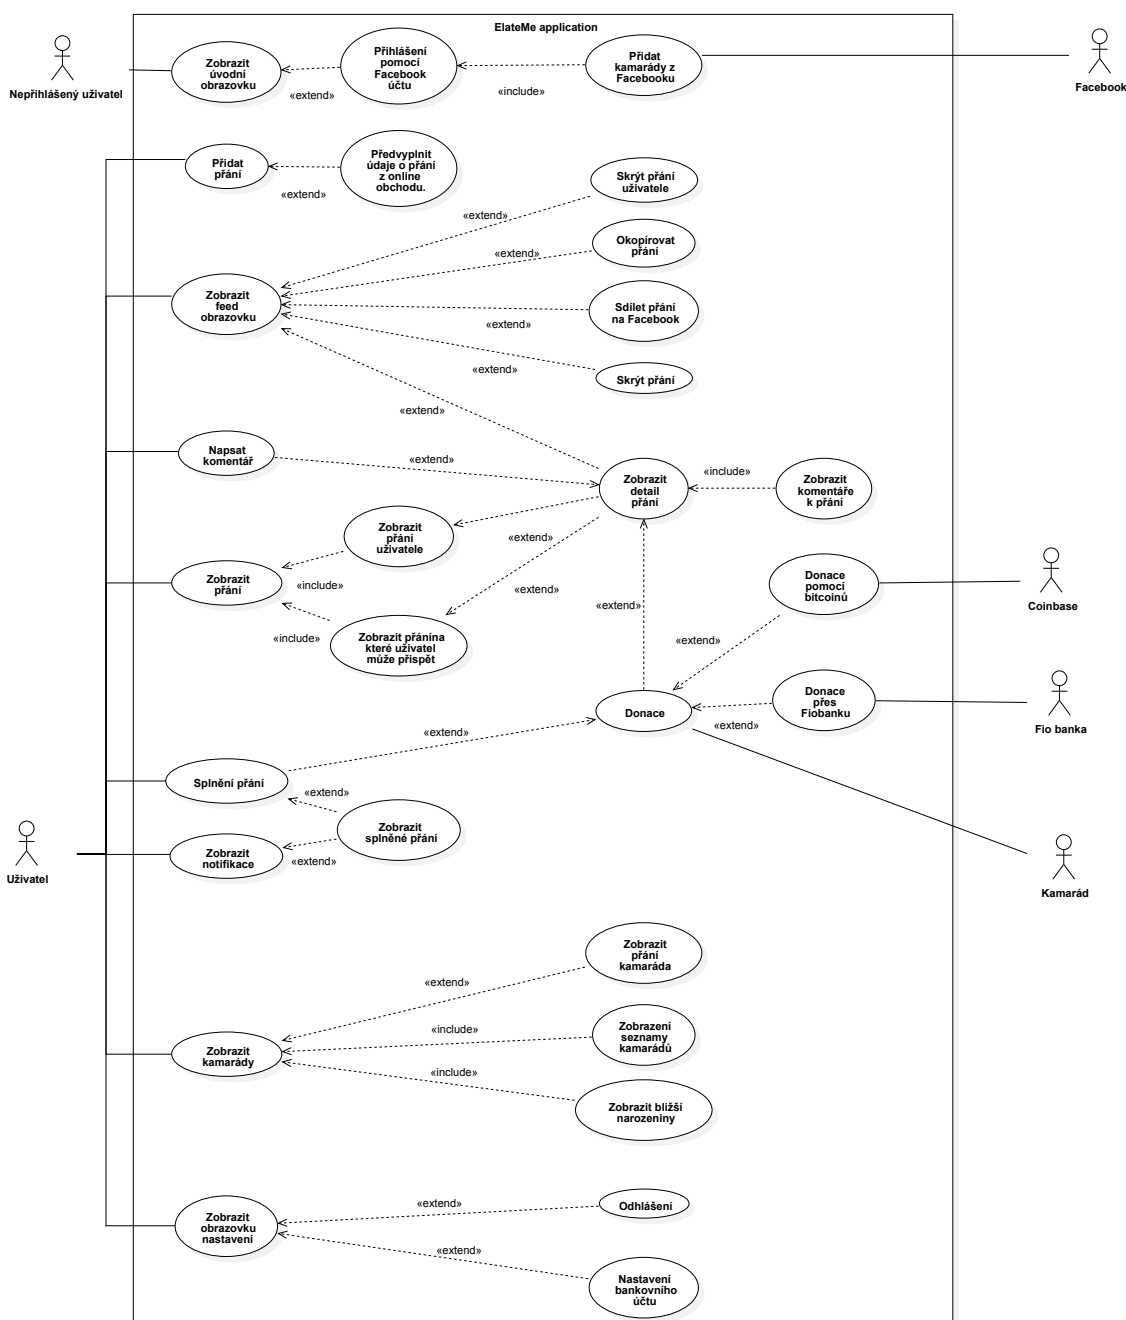 ElateMe application
Nepřihlášený uživatel
Zobrazit
úvodní
obrazovku
«extend»
Přihlášení
pomocí
Facebook
účtu
«include»
Přidat
kamarády z
Facebooku
Facebook
Přidat
přání
«extend»
Předvyplnit
údaje o přání
z online
obchodu.
Skrýt přání
uživatele
«extend»
Okopírovat
přání
«extend»
Zobrazit
feed
obrazovku
Sdílet přání
na Facebook
«extend»
Skrýt přání
«extend»
«extend»
Napsat
komentář
«extend»
Zobrazit
detail
přání
«include»
Zobrazit
komentáře
k přání
Zobrazit
přání
uživatele
«extend»
Zobrazit
přání
«include»
«extend»
«include»
Zobrazit přánína
které uživatel
může přispět
«extend»
Donace
pomocí
bitcoinů
Coinbase
«extend»
Donace
Donace
přes
Fiobanku
«extend»
Fio banka
«extend»
Splnění přání
«extend»
Zobrazit
splněné přání
Zobrazit
notifikace
«extend»
Uživatel
Kamarád
Zobrazit
přání
kamaráda
«extend»
Zobrazení
seznamy
kamarádů
«include»
Zobrazit
kamarády
«include»
Zobrazit bližší
narozeniny
Zobrazit
obrazovku
nastavení
«extend»
Odhlášení
«extend»
Nastavení
bankovního
účtu